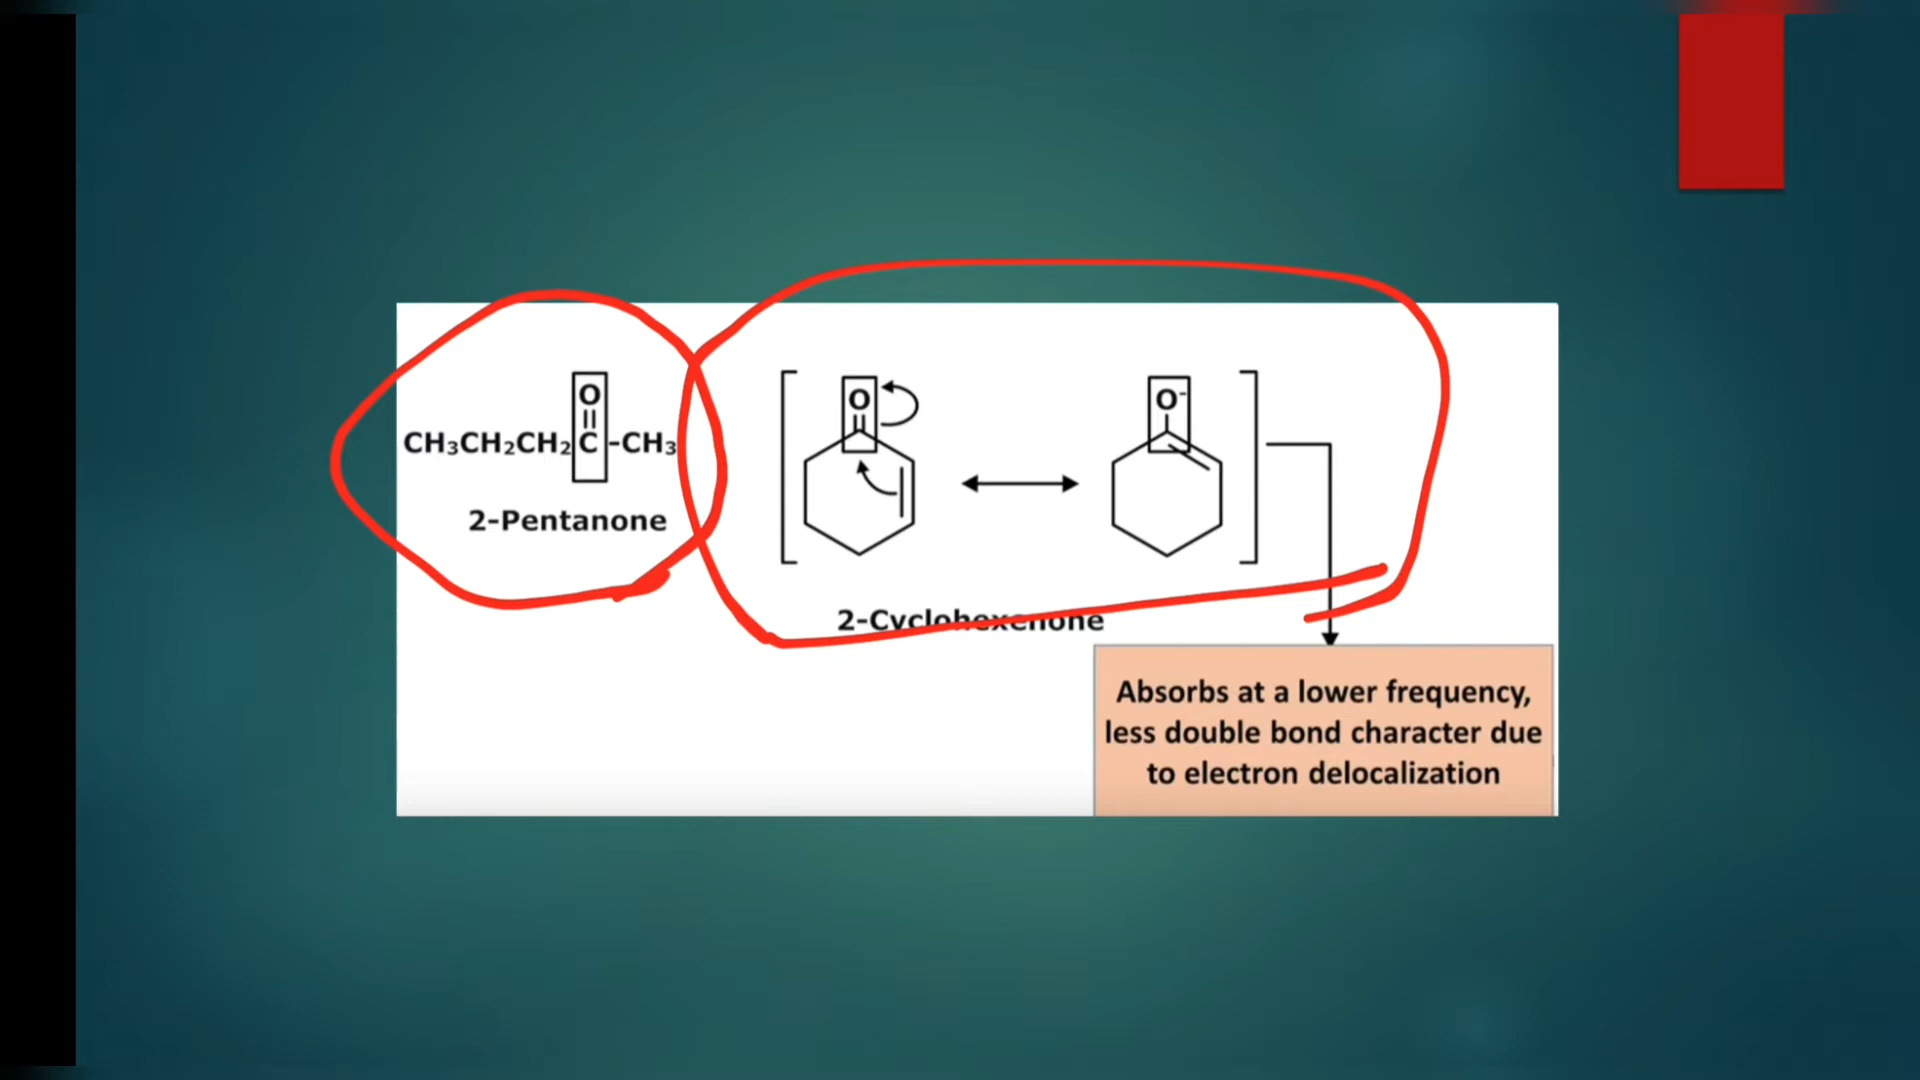 O
CH₃CH₂CH₂C-CH₃
2-Pentanone
O
O⁻
2-Cyclohexenone
Absorbs at a lower frequency,
less double bond character due
to electron delocalization